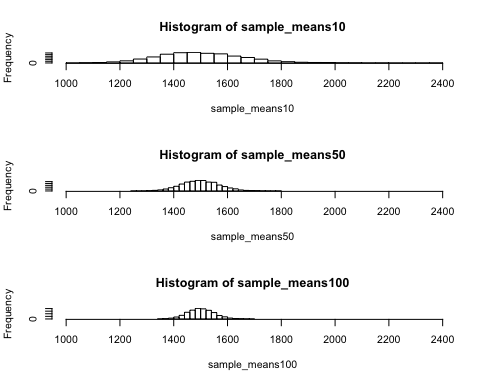 Histogram of sample_means10
Frequency
0
1000 1200 1400 1600 1800 2000 2200 2400
sample_means10
Histogram of sample_means50
Frequency
0
1000 1200 1400 1600 1800 2000 2200 2400
sample_means50
Histogram of sample_means100
Frequency
0
1000 1200 1400 1600 1800 2000 2200 2400
sample_means100